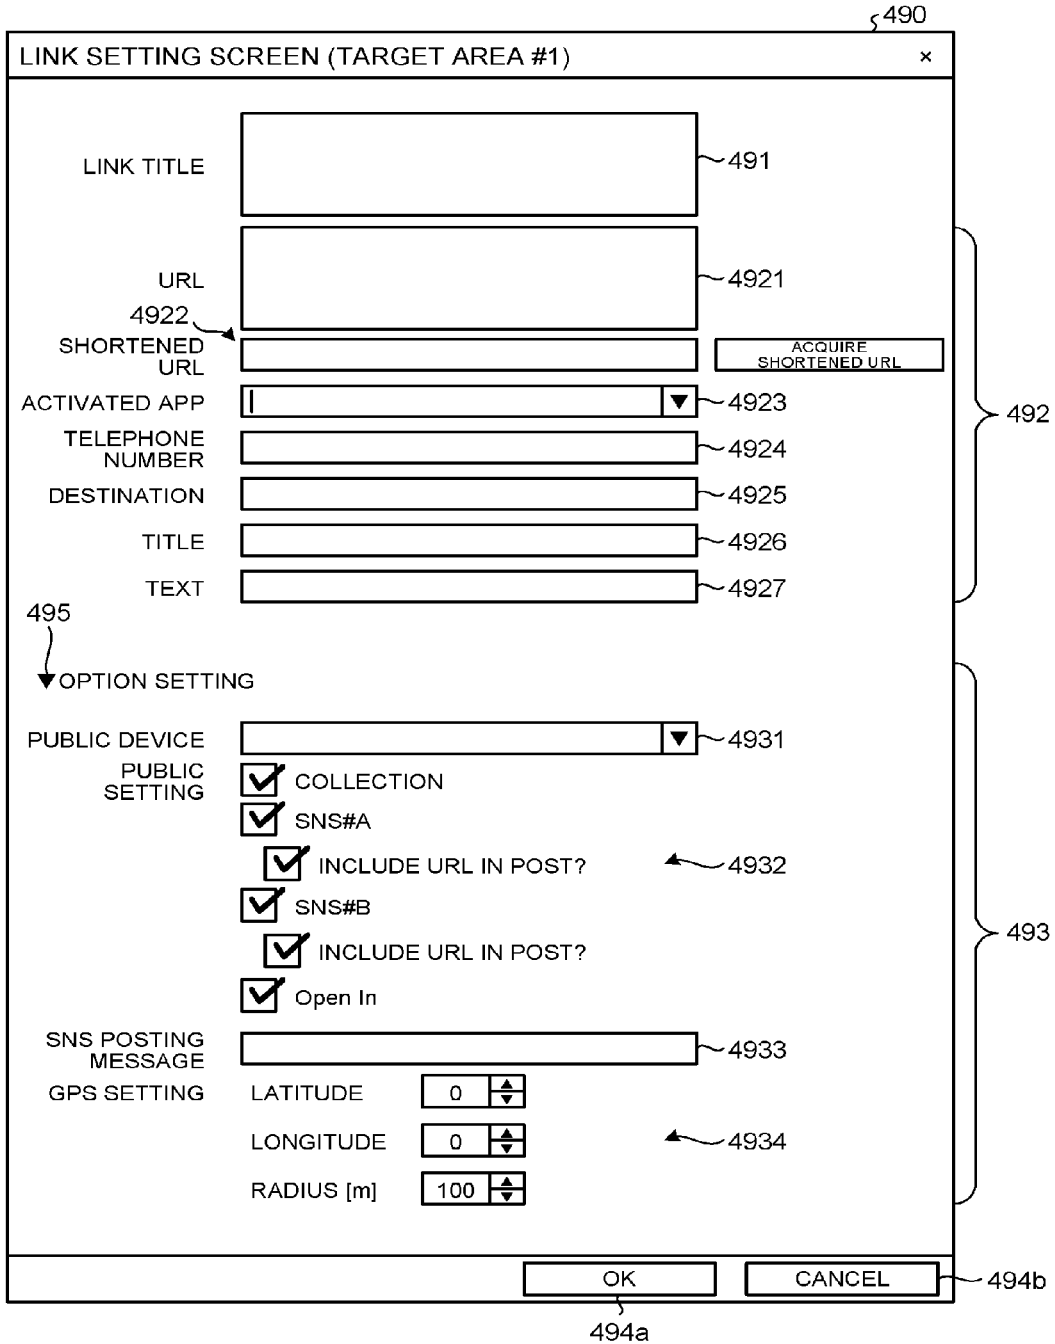 490
LINK SETTING SCREEN (TARGET AREA #1) ×
LINK TITLE
491
URL
4921
4922
SHORTENED
URL
ACQUIRE
SHORTENED URL
ACTIVATED APP
4923
492
TELEPHONE
NUMBER
4924
DESTINATION
4925
TITLE
4926
TEXT
4927
495
▼OPTION SETTING
PUBLIC DEVICE
4931
PUBLIC
SETTING
COLLECTION
SNS#A
INCLUDE URL IN POST?
4932
SNS#B
493
INCLUDE URL IN POST?
Open In
SNS POSTING
MESSAGE
4933
GPS SETTING
LATITUDE 0
LONGITUDE 0
4934
RADIUS [m] 100
OK
CANCEL
494b
494a